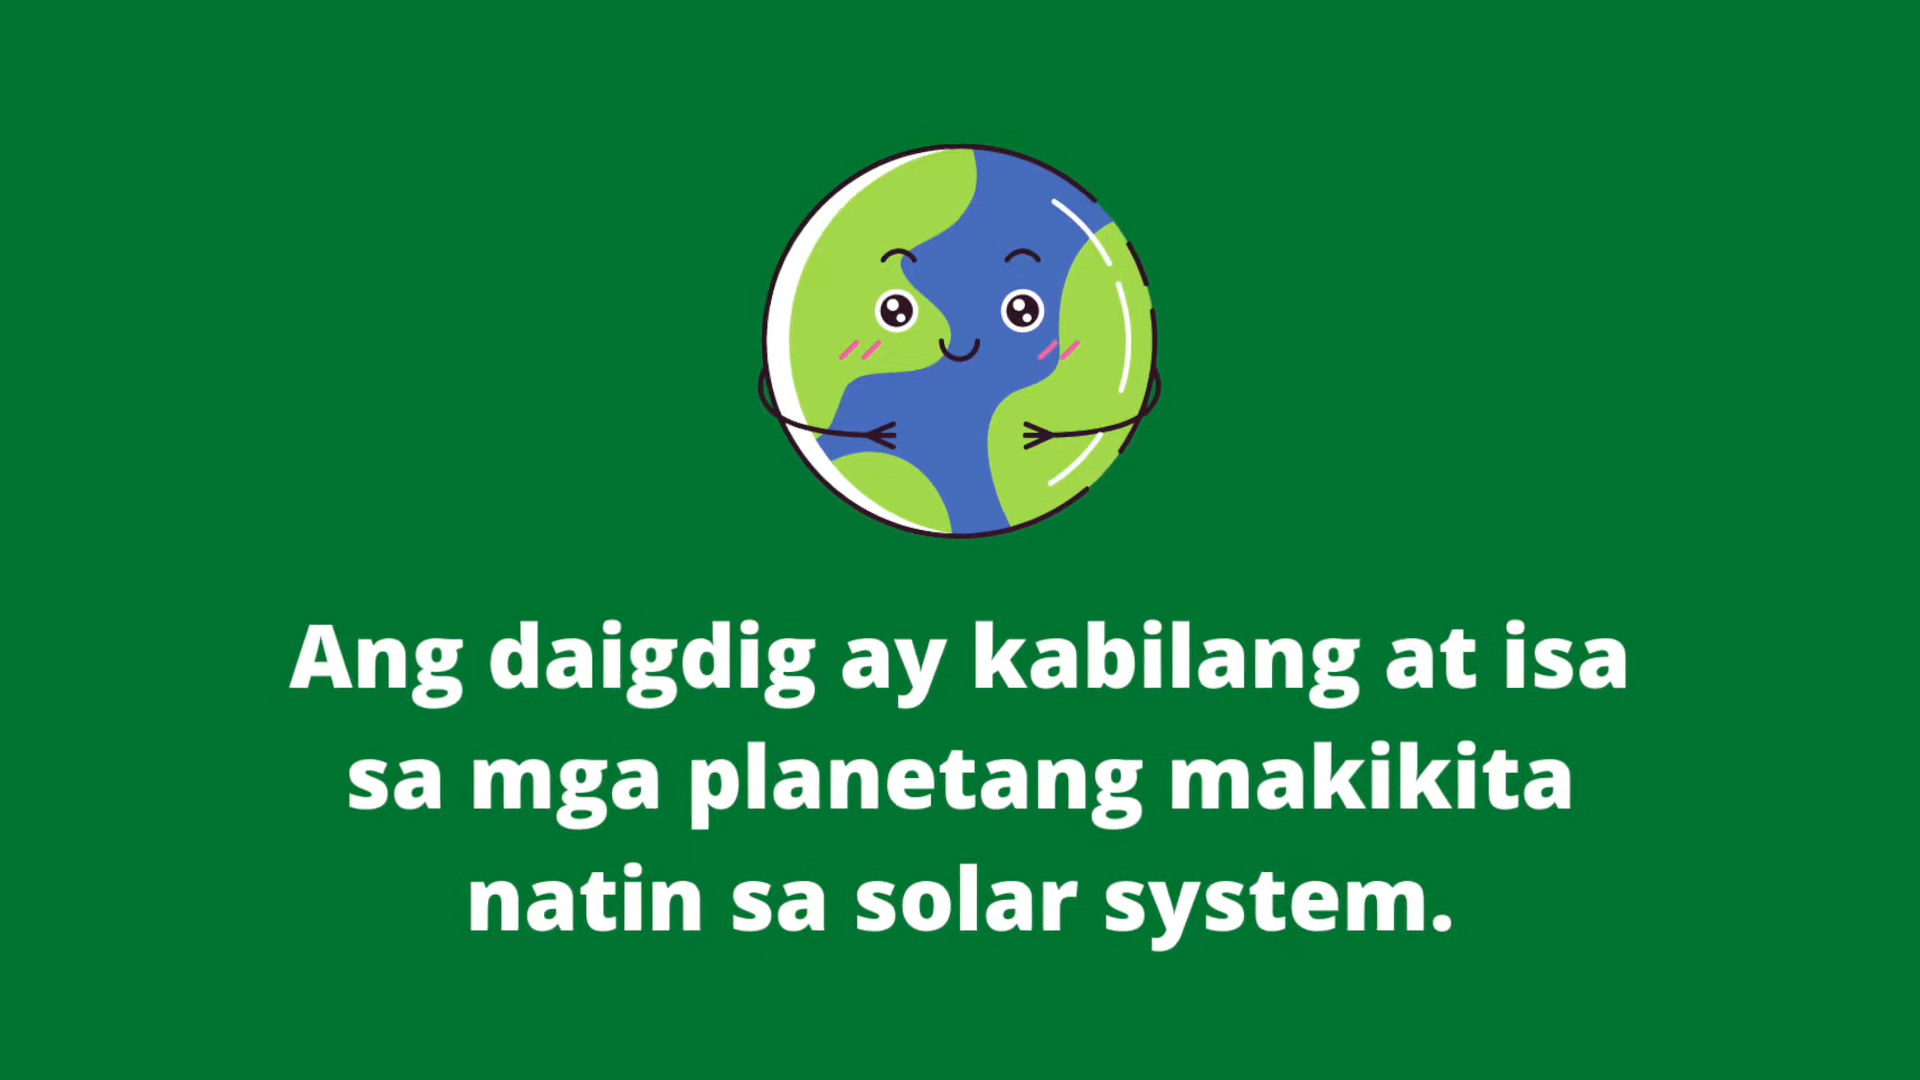 Ang daigdig ay kabilang at isa
sa mga planetang makikita
natin sa solar system.